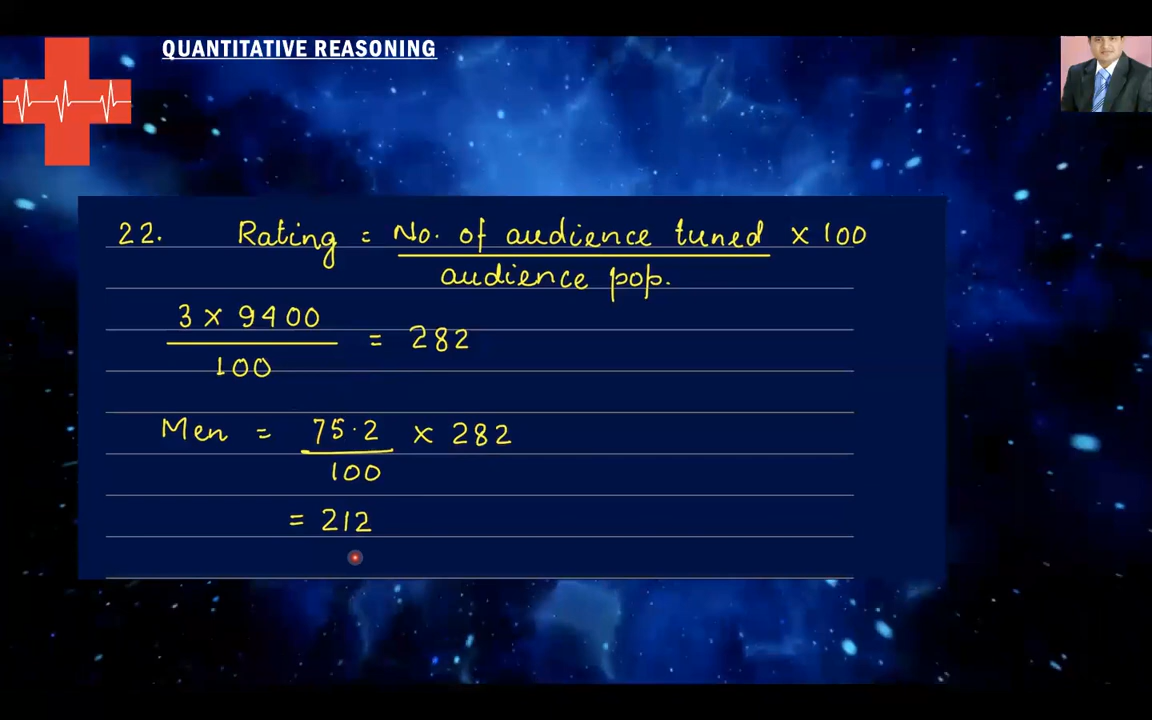 QUANTITATIVE REASONING
22. Rating = No. of audience tuned × 100
audience pop.
3 × 9400
100
= 282
Men = 75.2 × 282
100
= 212